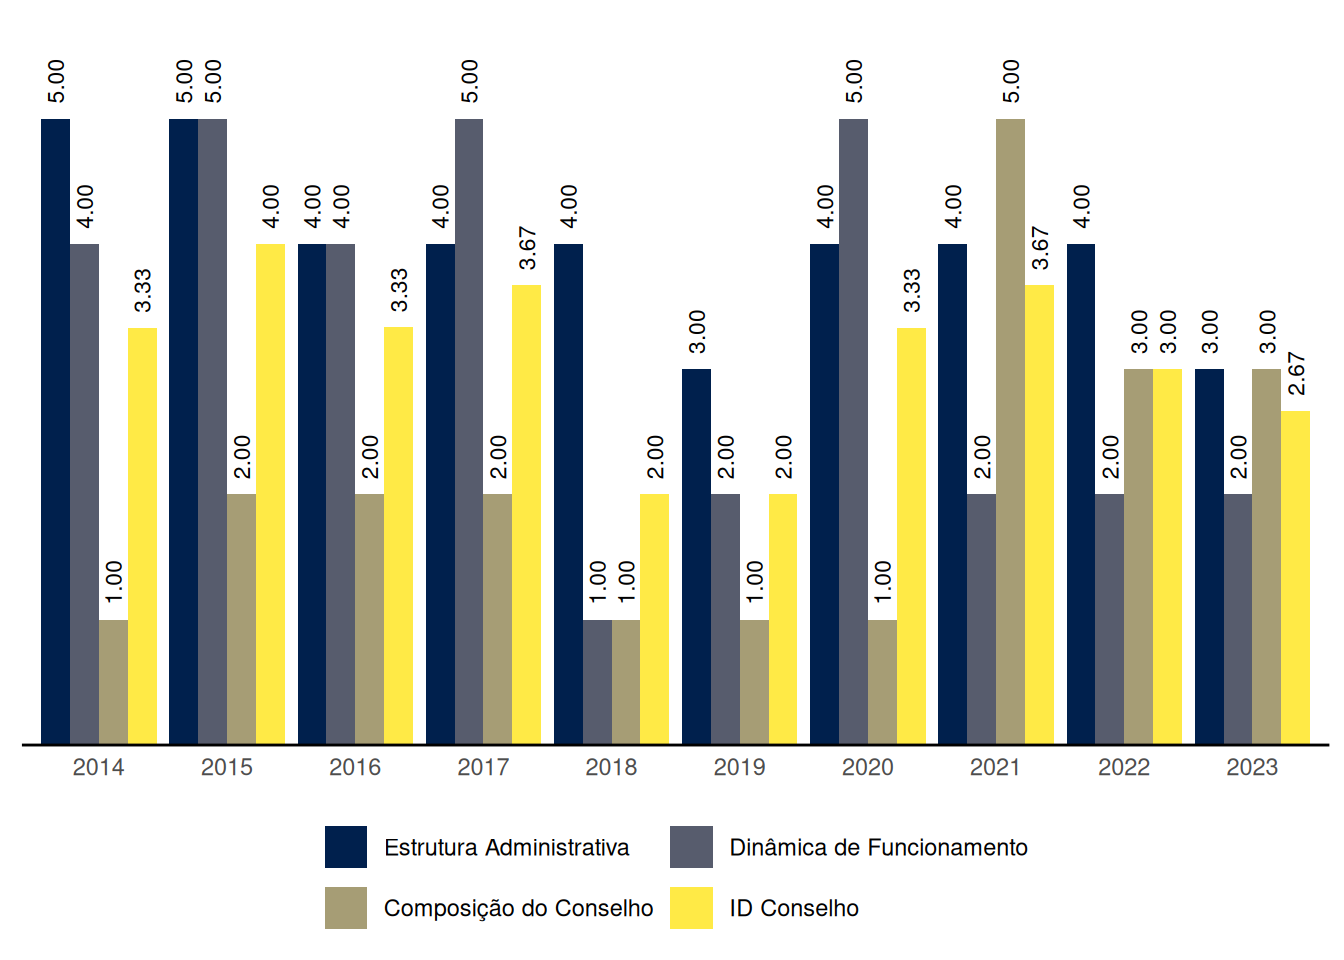 5.00 4.00 1.00 3.33 5.00 5.00 2.00 4.00 4.00 4.00 2.00 3.33 4.00 5.00 2.00 3.67 4.00 1.00 1.00 2.00 3.00 2.00 1.00 2.00 4.00 5.00 1.00 3.33 4.00 2.00 5.00 3.67 4.00 2.00 3.00 3.00 3.00 2.00 3.00 2.67
2014 2015 2016 2017 2018 2019 2020 2021 2022 2023
Estrutura Administrativa Dinâmica de Funcionamento
Composição do Conselho ID Conselho